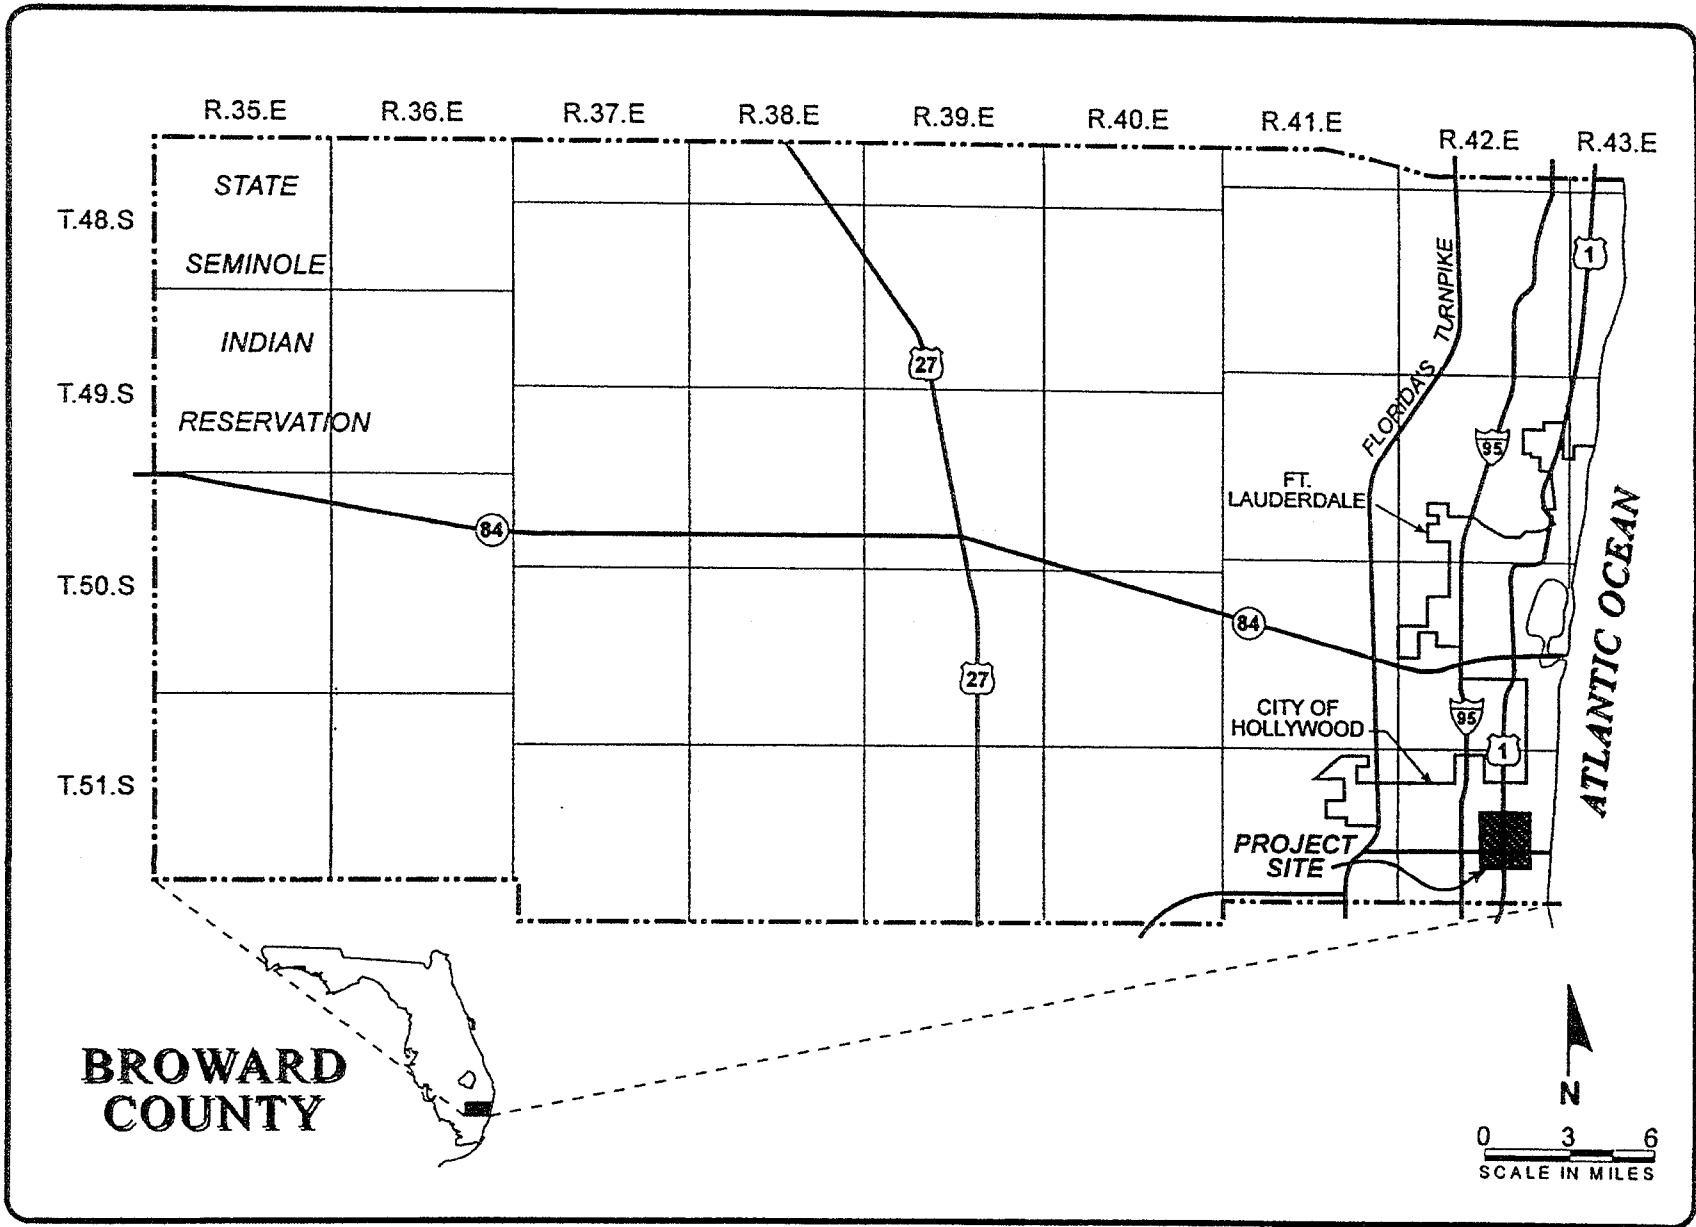 R.35.E R.36.E R.37.E R.38.E R.39.E R.40.E R.41.E R.42.E R.43.E
STATE
T.48.S
SEMINOLE
1
TURNPIKE
INDIAN
27
T.49.S
FLORIDA'S
RESERVATION
95
FT.
LAUDERDALE
84
ATLANTIC OCEAN
T.50.S
84
27
CITY OF
HOLLYWOOD
95
1
T.51.S
PROJECT
SITE
BROWARD
COUNTY
N
0 3 6
SCALE IN MILES